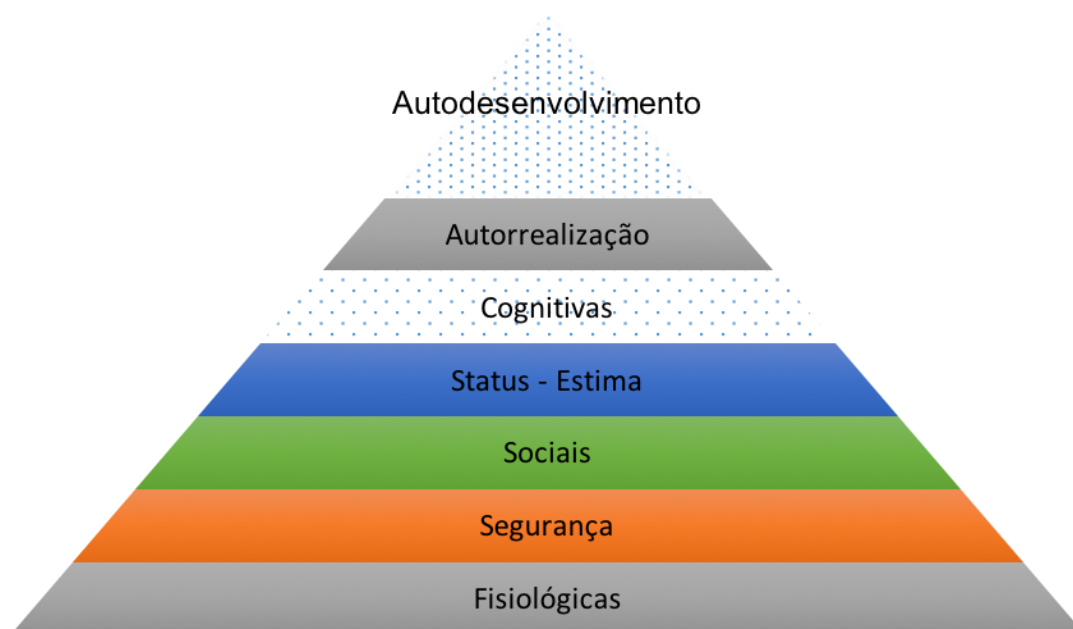 Autodesenvolvimento
Autorrealização
Cognitivas
Status - Estima
Sociais
Segurança
Fisiológicas